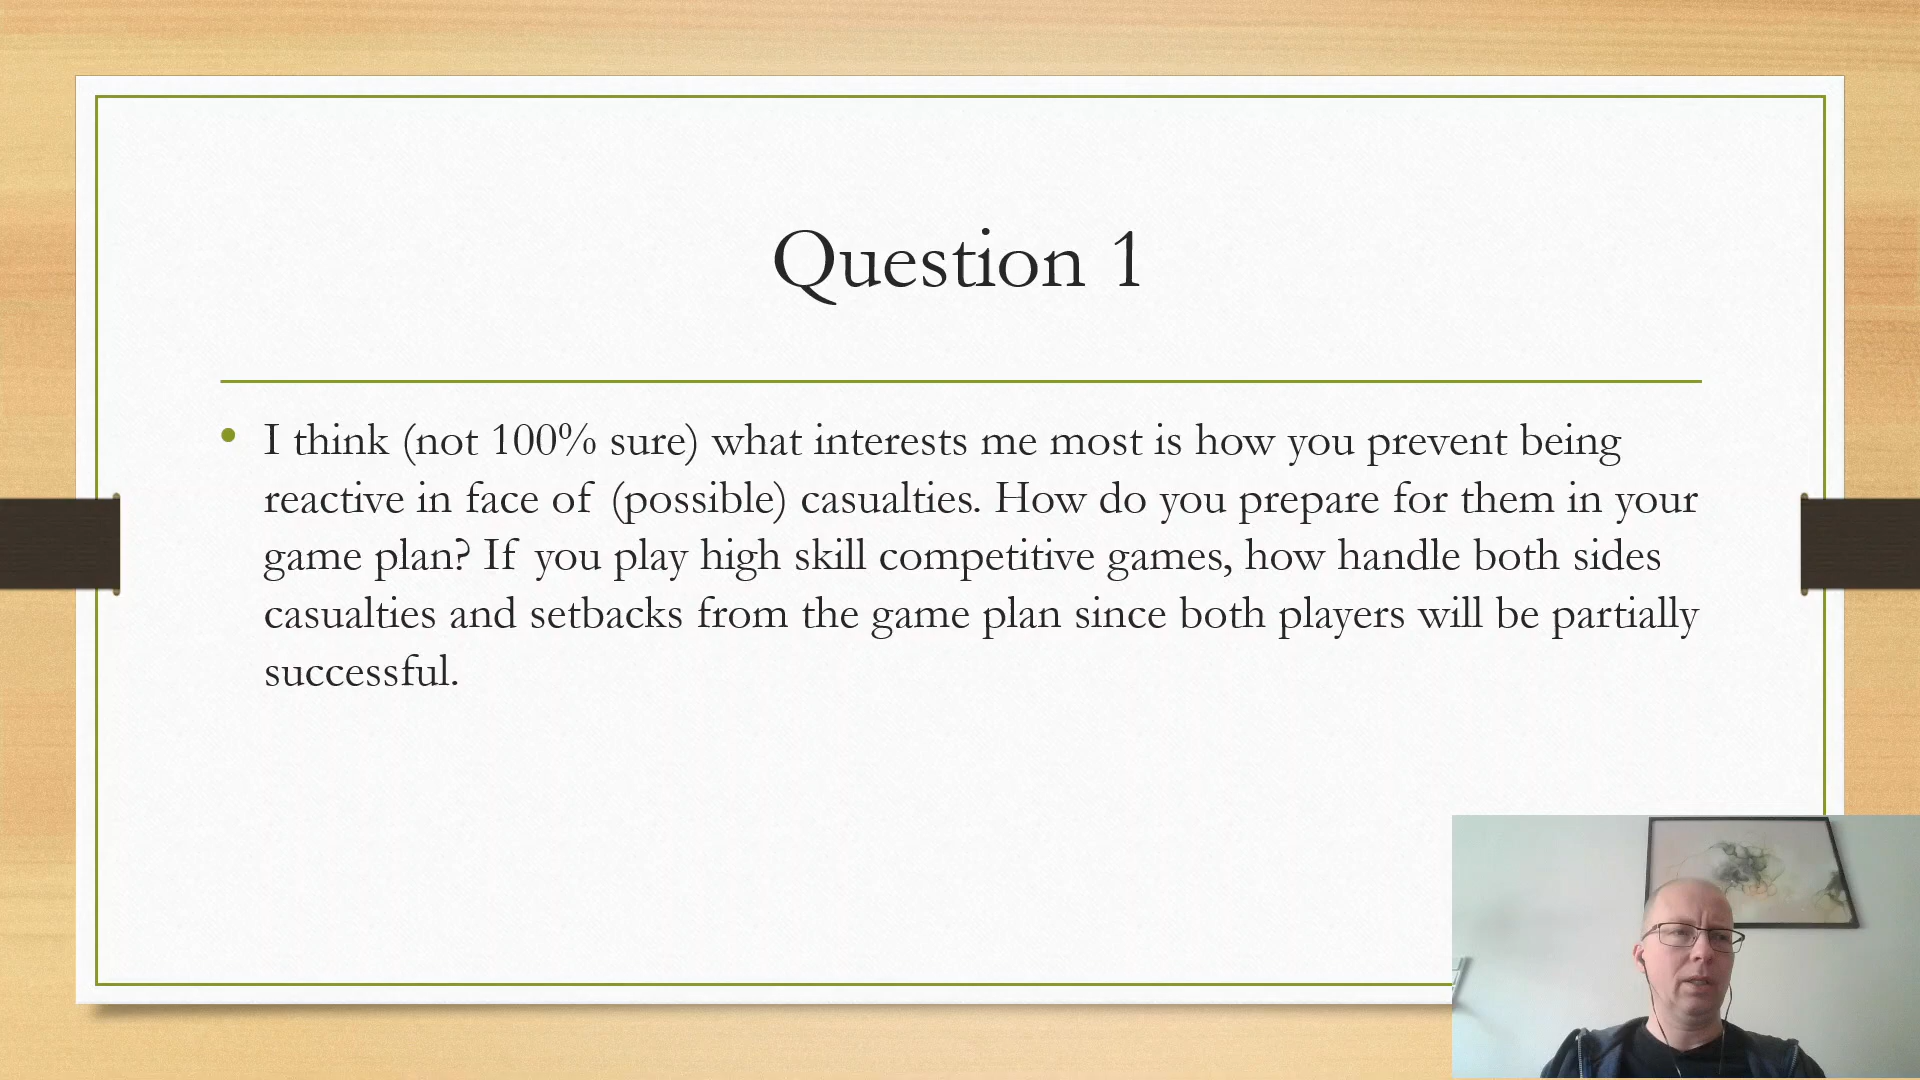 Question 1
• I think (not 100% sure) what interests me most is how you prevent being
reactive in face of (possible) casualties. How do you prepare for them in your
game plan? If you play high skill competitive games, how handle both sides
casualties and setbacks from the game plan since both players will be partially
successful.